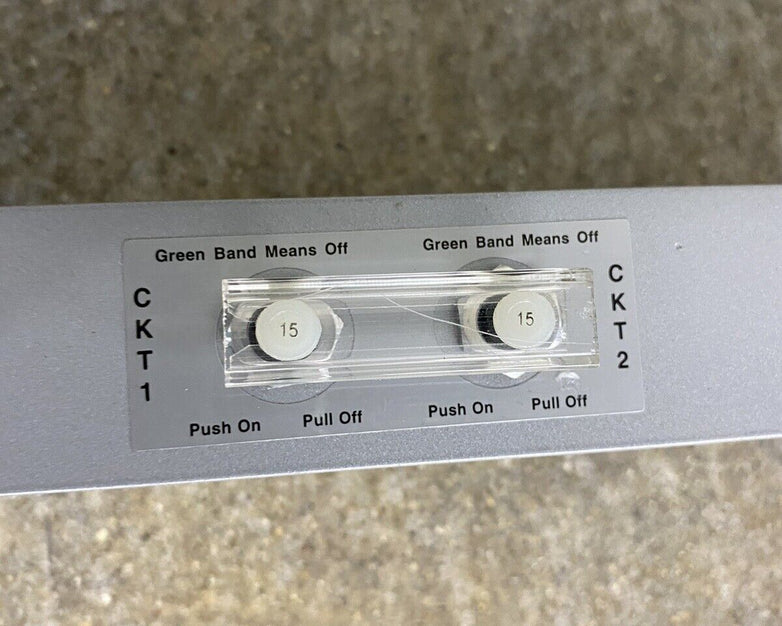 Green Band Means Off
Green Band Means Off
C
K
T
1
15
15
C
K
T
2
Push On
Pull Off
Push On
Pull Off